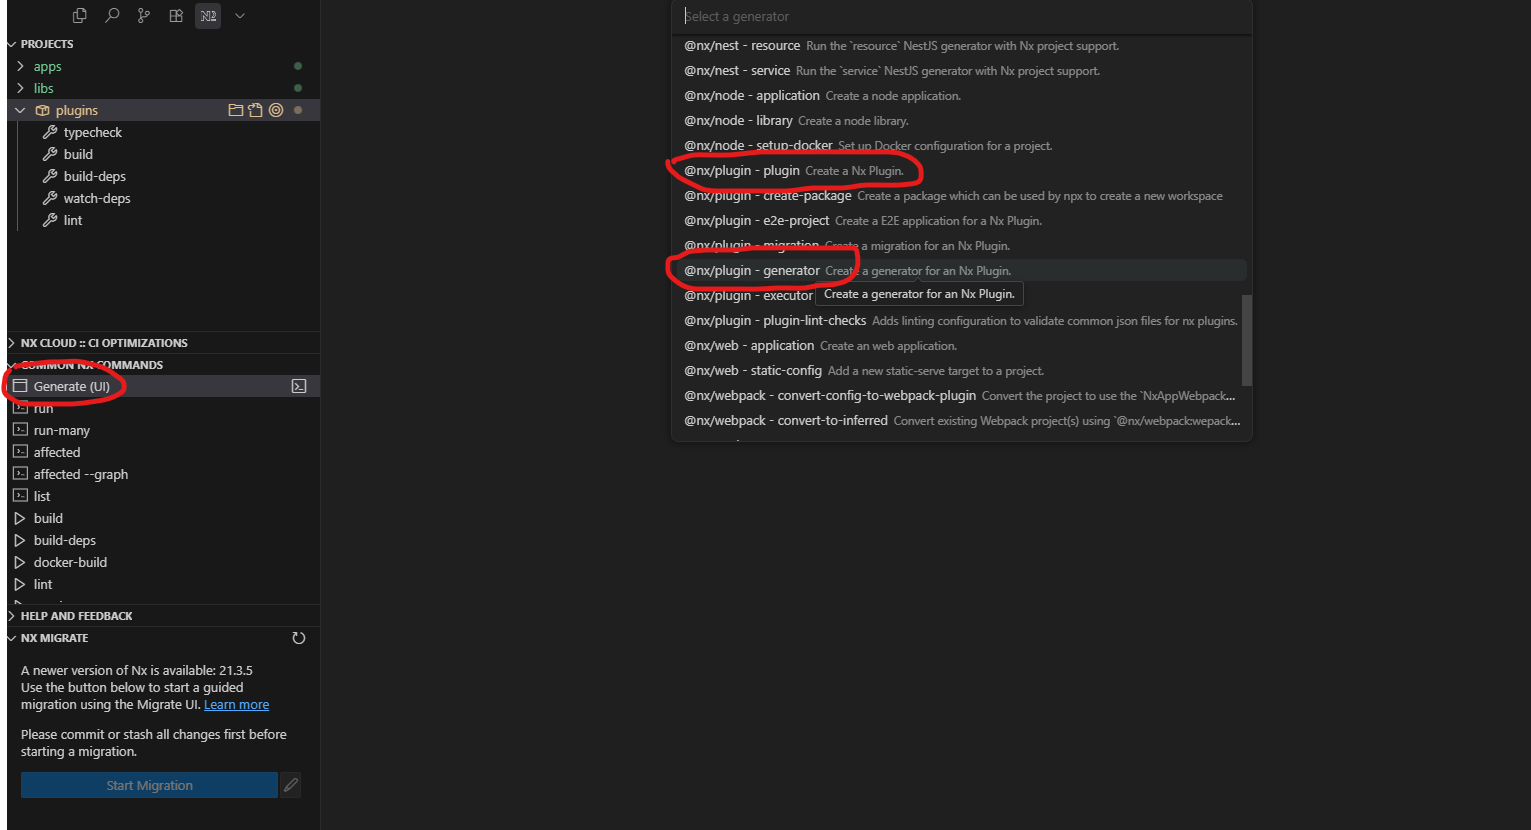 PROJECTS
apps
libs
plugins
typecheck
build
build-deps
watch-deps
lint
NX CLOUD :: CI OPTIMIZATIONS
COMMON NX COMMANDS
Generate (UI)
run
run-many
affected
affected --graph
list
build
build-deps
docker-build
lint
HELP AND FEEDBACK
NX MIGRATE
A newer version of Nx is available: 21.3.5
Use the button below to start a guided
migration using the Migrate UI. Learn more
Please commit or stash all changes first before
starting a migration.
Start Migration
Select a generator
@nx/nest - resource Run the `resource` NestJS generator with Nx project support.
@nx/nest - service Run the `service` NestJS generator with Nx project support.
@nx/node - application Create a node application.
@nx/node - library Create a node library.
@nx/node - setup-docker Set up Docker configuration for a project.
@nx/plugin - plugin Create a Nx Plugin.
@nx/plugin - create-package Create a package which can be used by npx to create a new workspace
@nx/plugin - e2e-project Create a E2E application for a Nx Plugin.
@nx/plugin - migration Create a migration for an Nx Plugin.
@nx/plugin - generator Create a generator for an Nx Plugin.
@nx/plugin - executor
Create a generator for an Nx Plugin.
@nx/plugin - plugin-lint-checks Adds linting configuration to validate common json files for nx plugins.
@nx/web - application Create an web application.
@nx/web - static-config Add a new static-serve target to a project.
@nx/webpack - convert-config-to-webpack-plugin Convert the project to use the `NxAppWebpack...
@nx/webpack - convert-to-inferred Convert existing Webpack project(s) using `@nx/webpack:wepack...